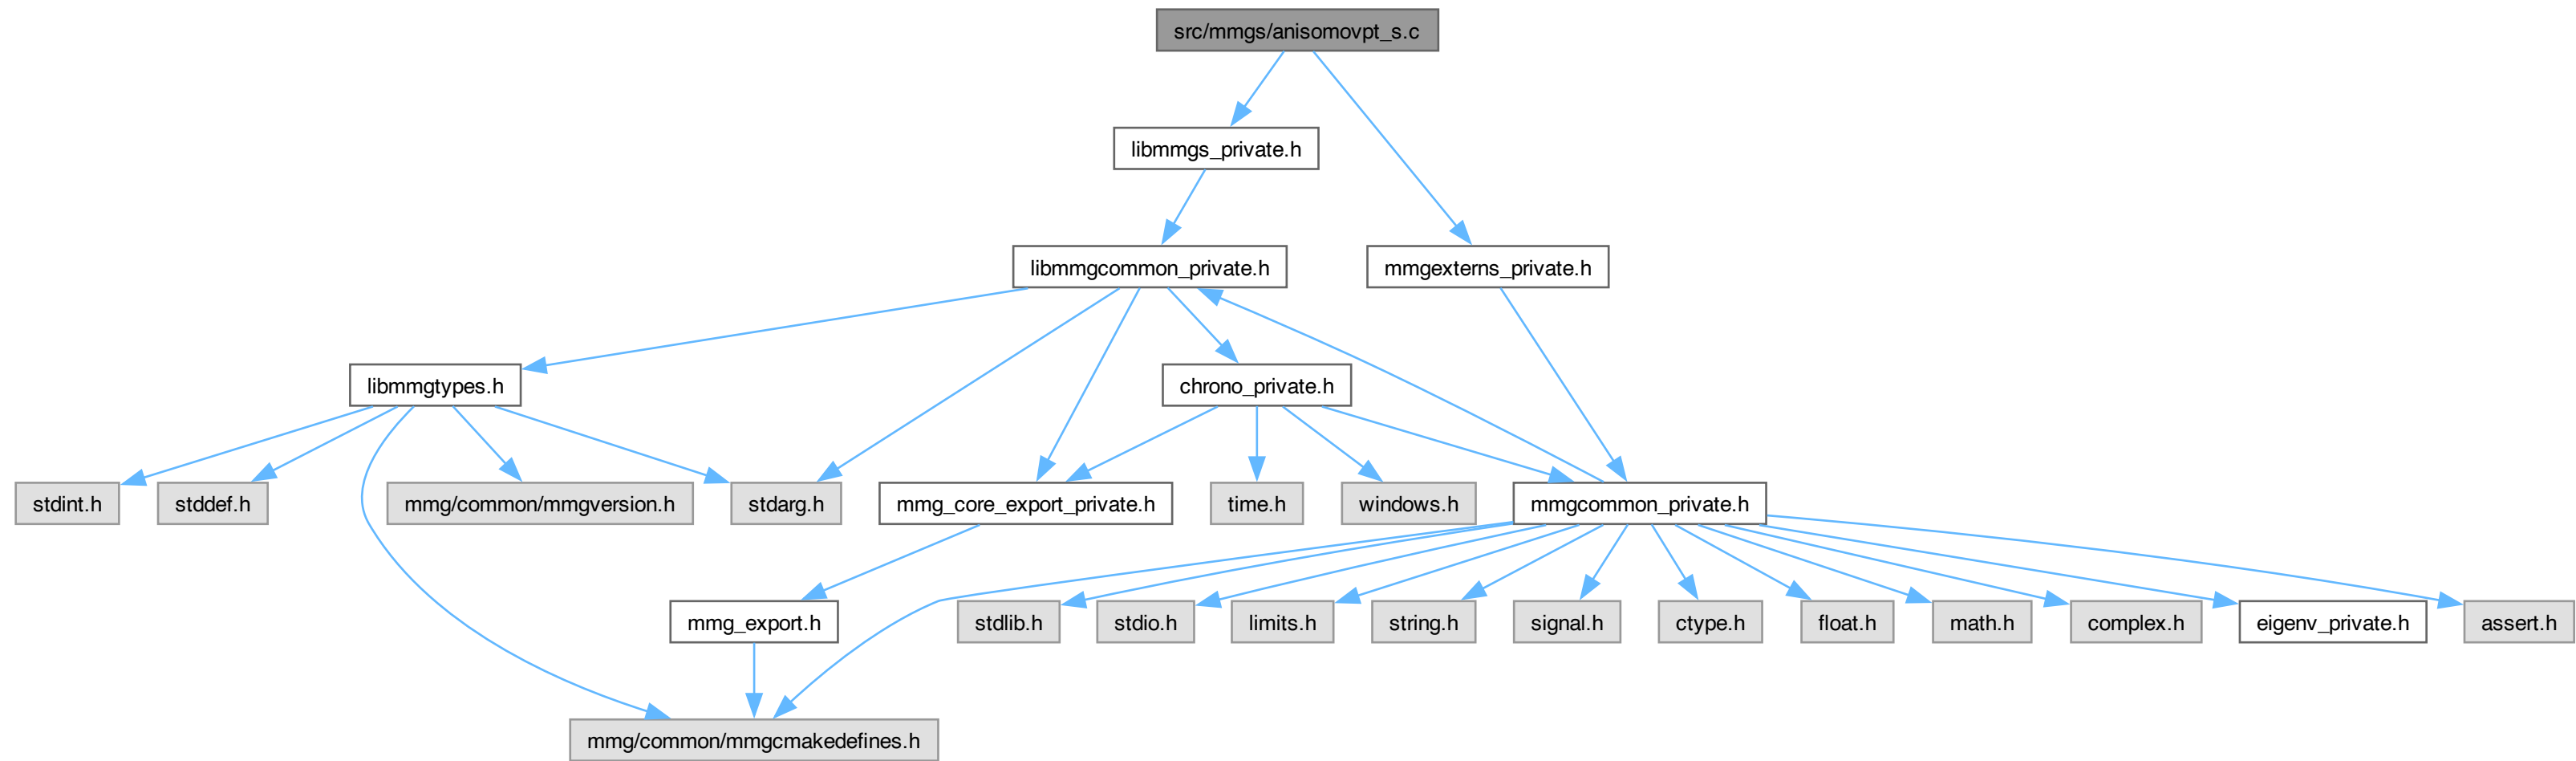 src/mmgs/anisomovpt_s.c
libmmgs_private.h
libmmgcommon_private.h
mmgexterns_private.h
libmmgtypes.h
chrono_private.h
stdint.h
stddef.h
mmg/common/mmgversion.h
stdarg.h
mmg_core_export_private.h
time.h
windows.h
mmgcommon_private.h
mmg_export.h
stdlib.h
stdio.h
limits.h
string.h
signal.h
ctype.h
float.h
math.h
complex.h
eigenv_private.h
assert.h
mmg/common/mmgcmakedefines.h